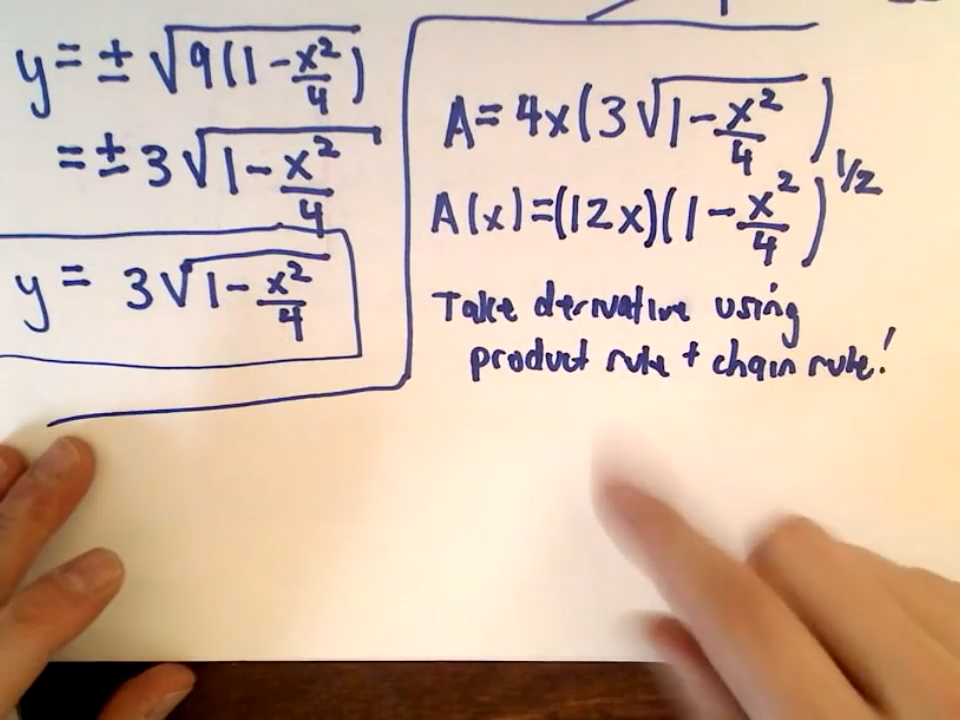 y = ± √9(1 - x²/4)
= ± 3 √1 - x²/4
y = 3√1 - x²/4
A = 4x(3√1 - x²/4)
A(x) = (12x)(1 - x²/4)^1/2
Take derivative using
product rule + chain rule!